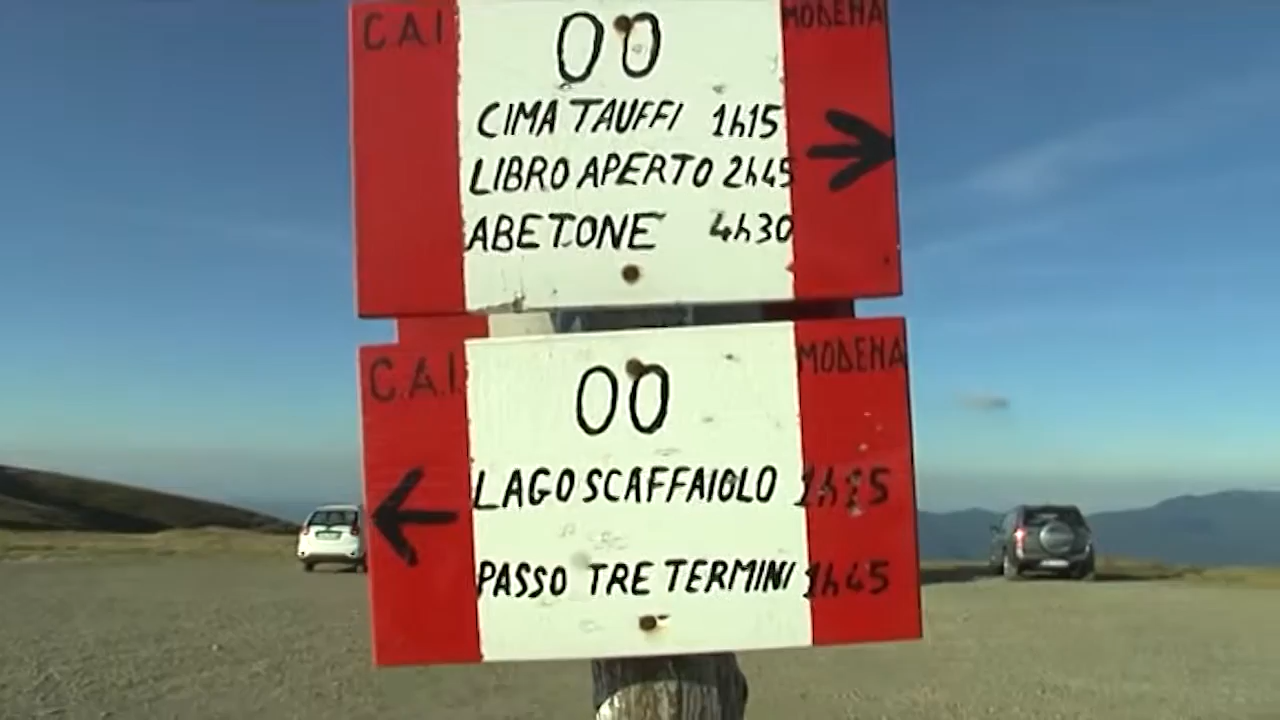 C.A.I. 00 MODENA
CIMA TAUFFI 1h15
LIBRO APERTO 2h45
ABETONE 4h30
C.A.I. 00 MODENA
LAGO SCAFFAIOLO
PASSO TRE TERMINI 1h45